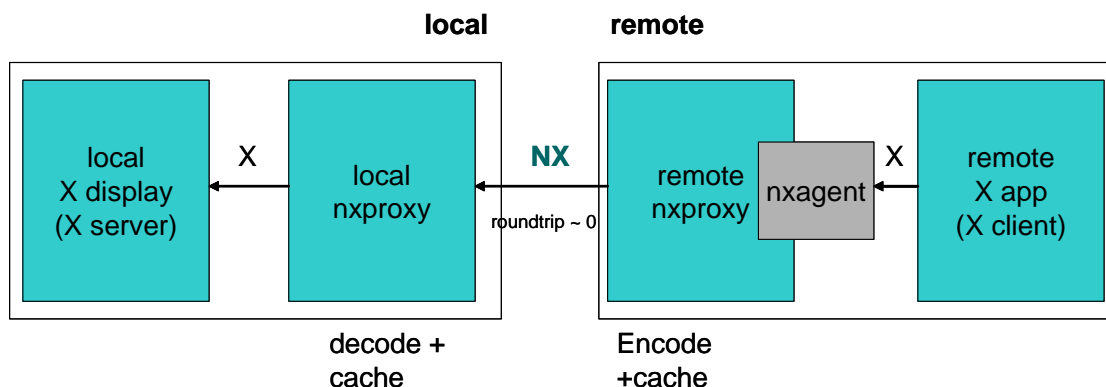 local
remote
local
X display
(X server)
X
local
nxproxy
NX
roundtrip ~ 0
remote
nxproxy
nxagent
X
remote
X app
(X client)
decode +
cache
Encode
+cache